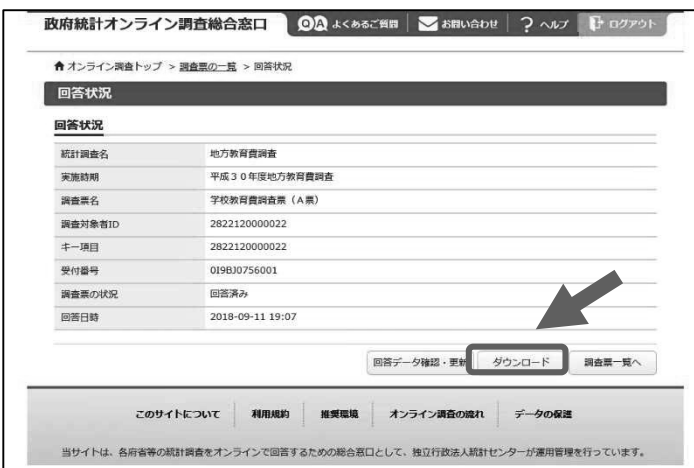 政府統計オンライン調査総合窓口 Q A よくあるご質問 お問い合わせ ? ヘルプ ログアウト
オンライン調査トップ > 調査票の一覧 > 回答状況
回答状況
回答状況
統計調査名 地方教育費調査
実施時期 平成30年度地方教育費調査
調査票名 学校教育費調査票(A票)
調査対象者ID 2822120000022
キー項目 2822120000022
受付番号 0I9BJ0756001
調査票の状況 回答済み
回答日時 2018-09-11 19:07
回答データ確認・更新 ダウンロード 調査票一覧へ
このサイトについて 利用規約 推奨環境 オンライン調査の流れ データの保護
当サイトは、各府省等の統計調査をオンラインで回答するための総合窓口として、独立行政法人統計センターが運用管理を行っています。